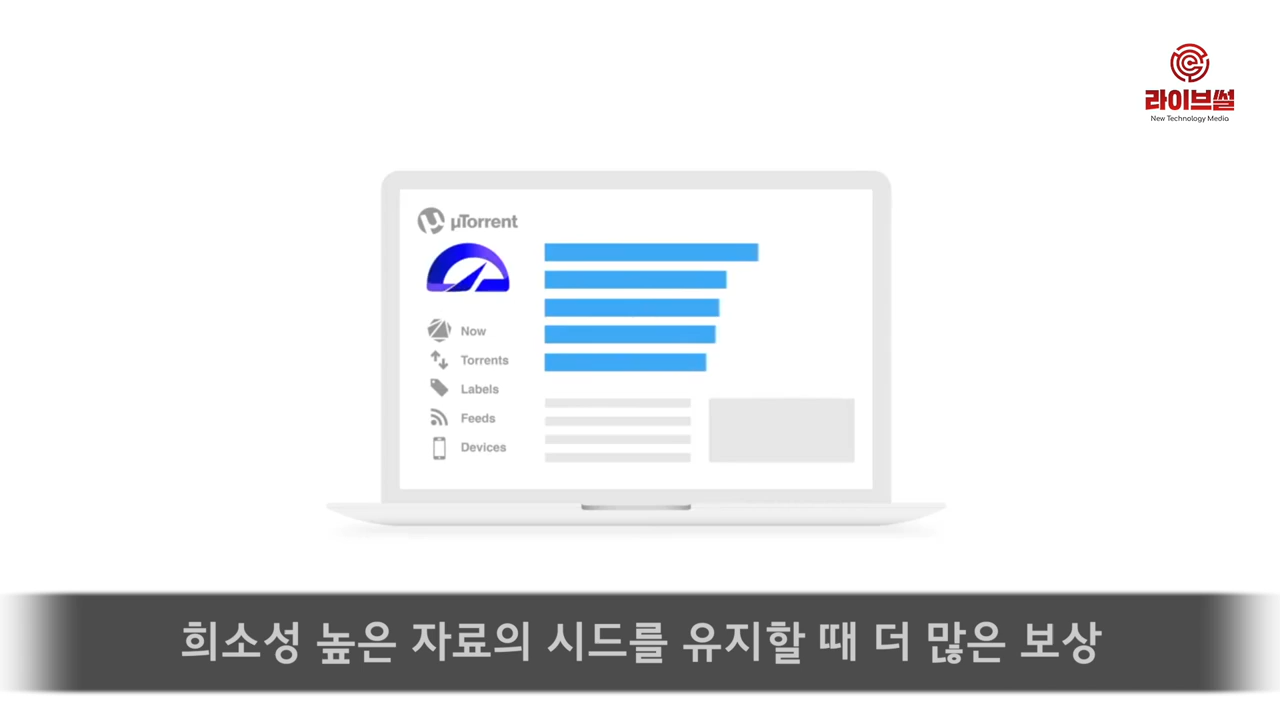 라이브썰
New Technology Media
µTorrent
Now
Torrents
Labels
Feeds
Devices
희소성 높은 자료의 시드를 유지할 때 더 많은 보상